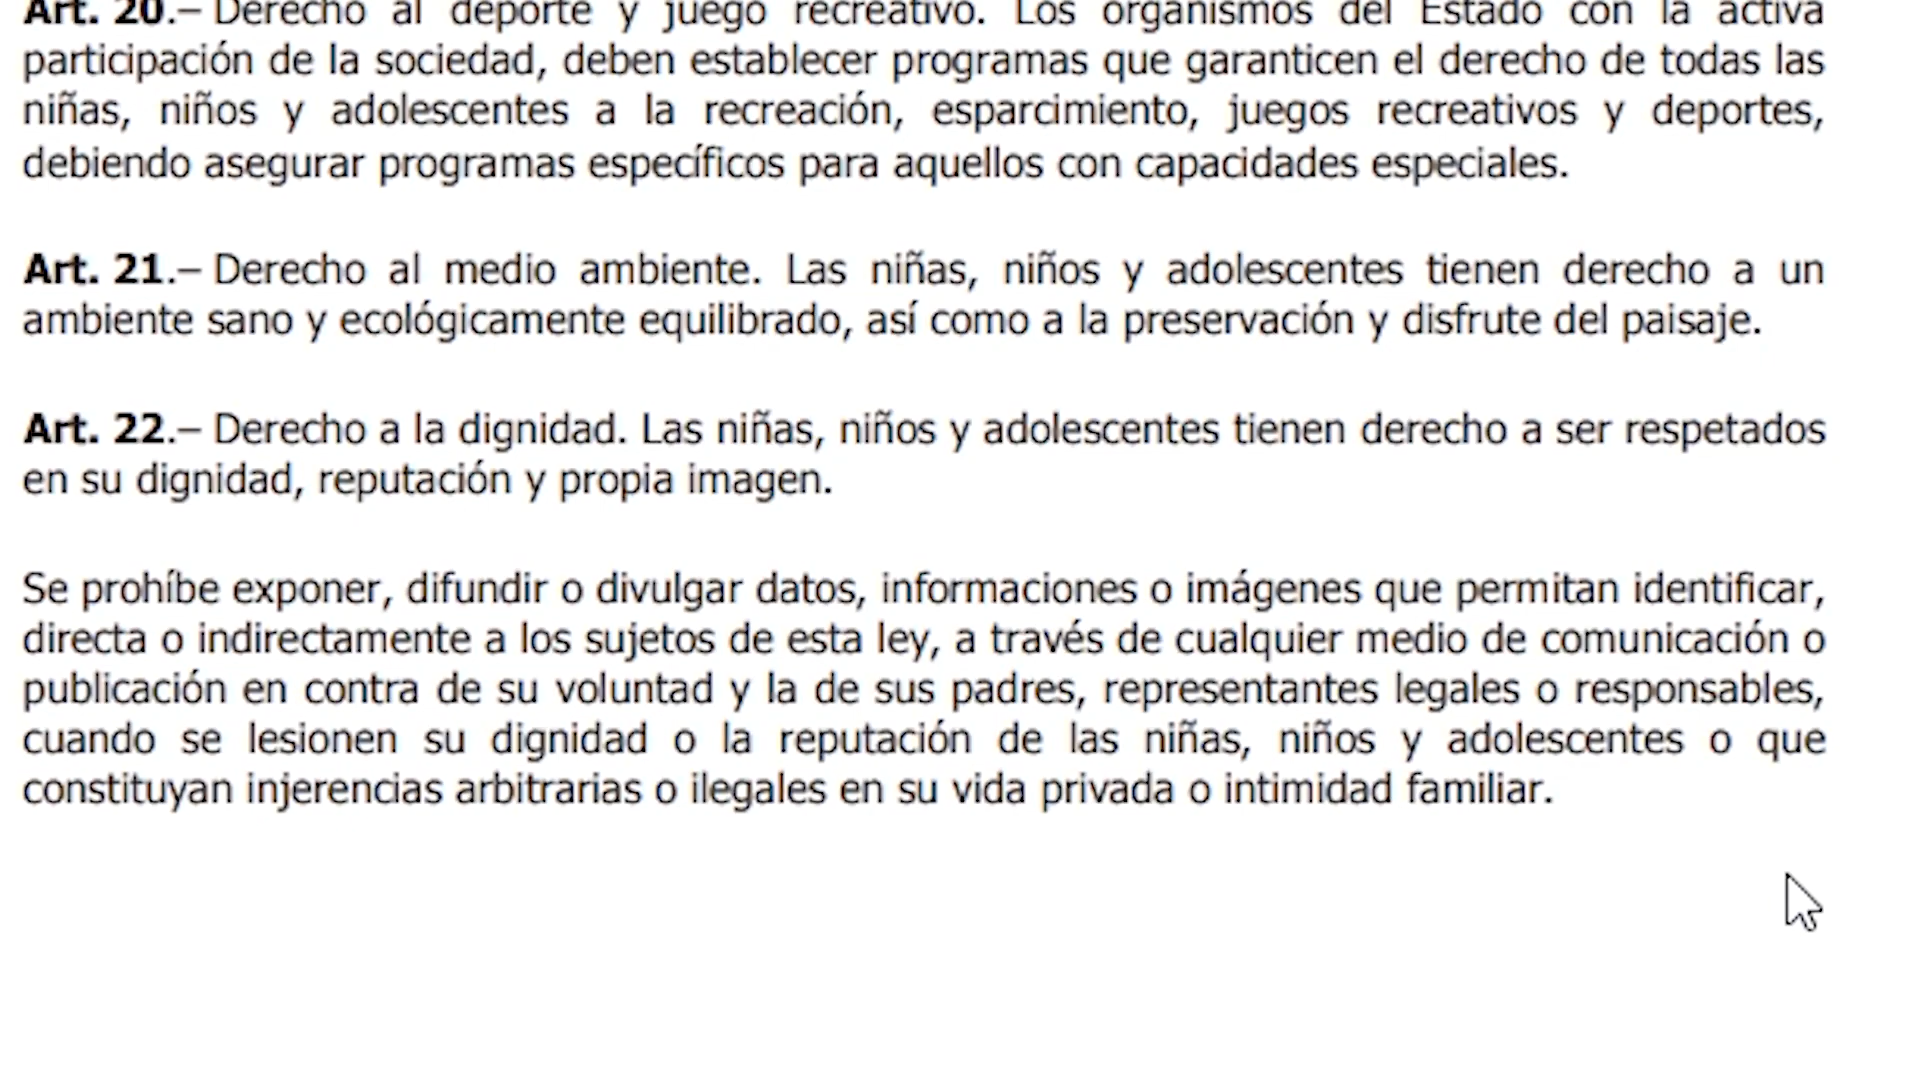 Art. 20.– Derecho al deporte y juego recreativo. Los organismos del Estado con la activa
participación de la sociedad, deben establecer programas que garanticen el derecho de todas las
niñas, niños y adolescentes a la recreación, esparcimiento, juegos recreativos y deportes,
debiendo asegurar programas específicos para aquellos con capacidades especiales.
Art. 21.– Derecho al medio ambiente. Las niñas, niños y adolescentes tienen derecho a un
ambiente sano y ecológicamente equilibrado, así como a la preservación y disfrute del paisaje.
Art. 22.– Derecho a la dignidad. Las niñas, niños y adolescentes tienen derecho a ser respetados
en su dignidad, reputación y propia imagen.
Se prohíbe exponer, difundir o divulgar datos, informaciones o imágenes que permitan identificar,
directa o indirectamente a los sujetos de esta ley, a través de cualquier medio de comunicación o
publicación en contra de su voluntad y la de sus padres, representantes legales o responsables,
cuando se lesionen su dignidad o la reputación de las niñas, niños y adolescentes o que
constituyan injerencias arbitrarias o ilegales en su vida privada o intimidad familiar.